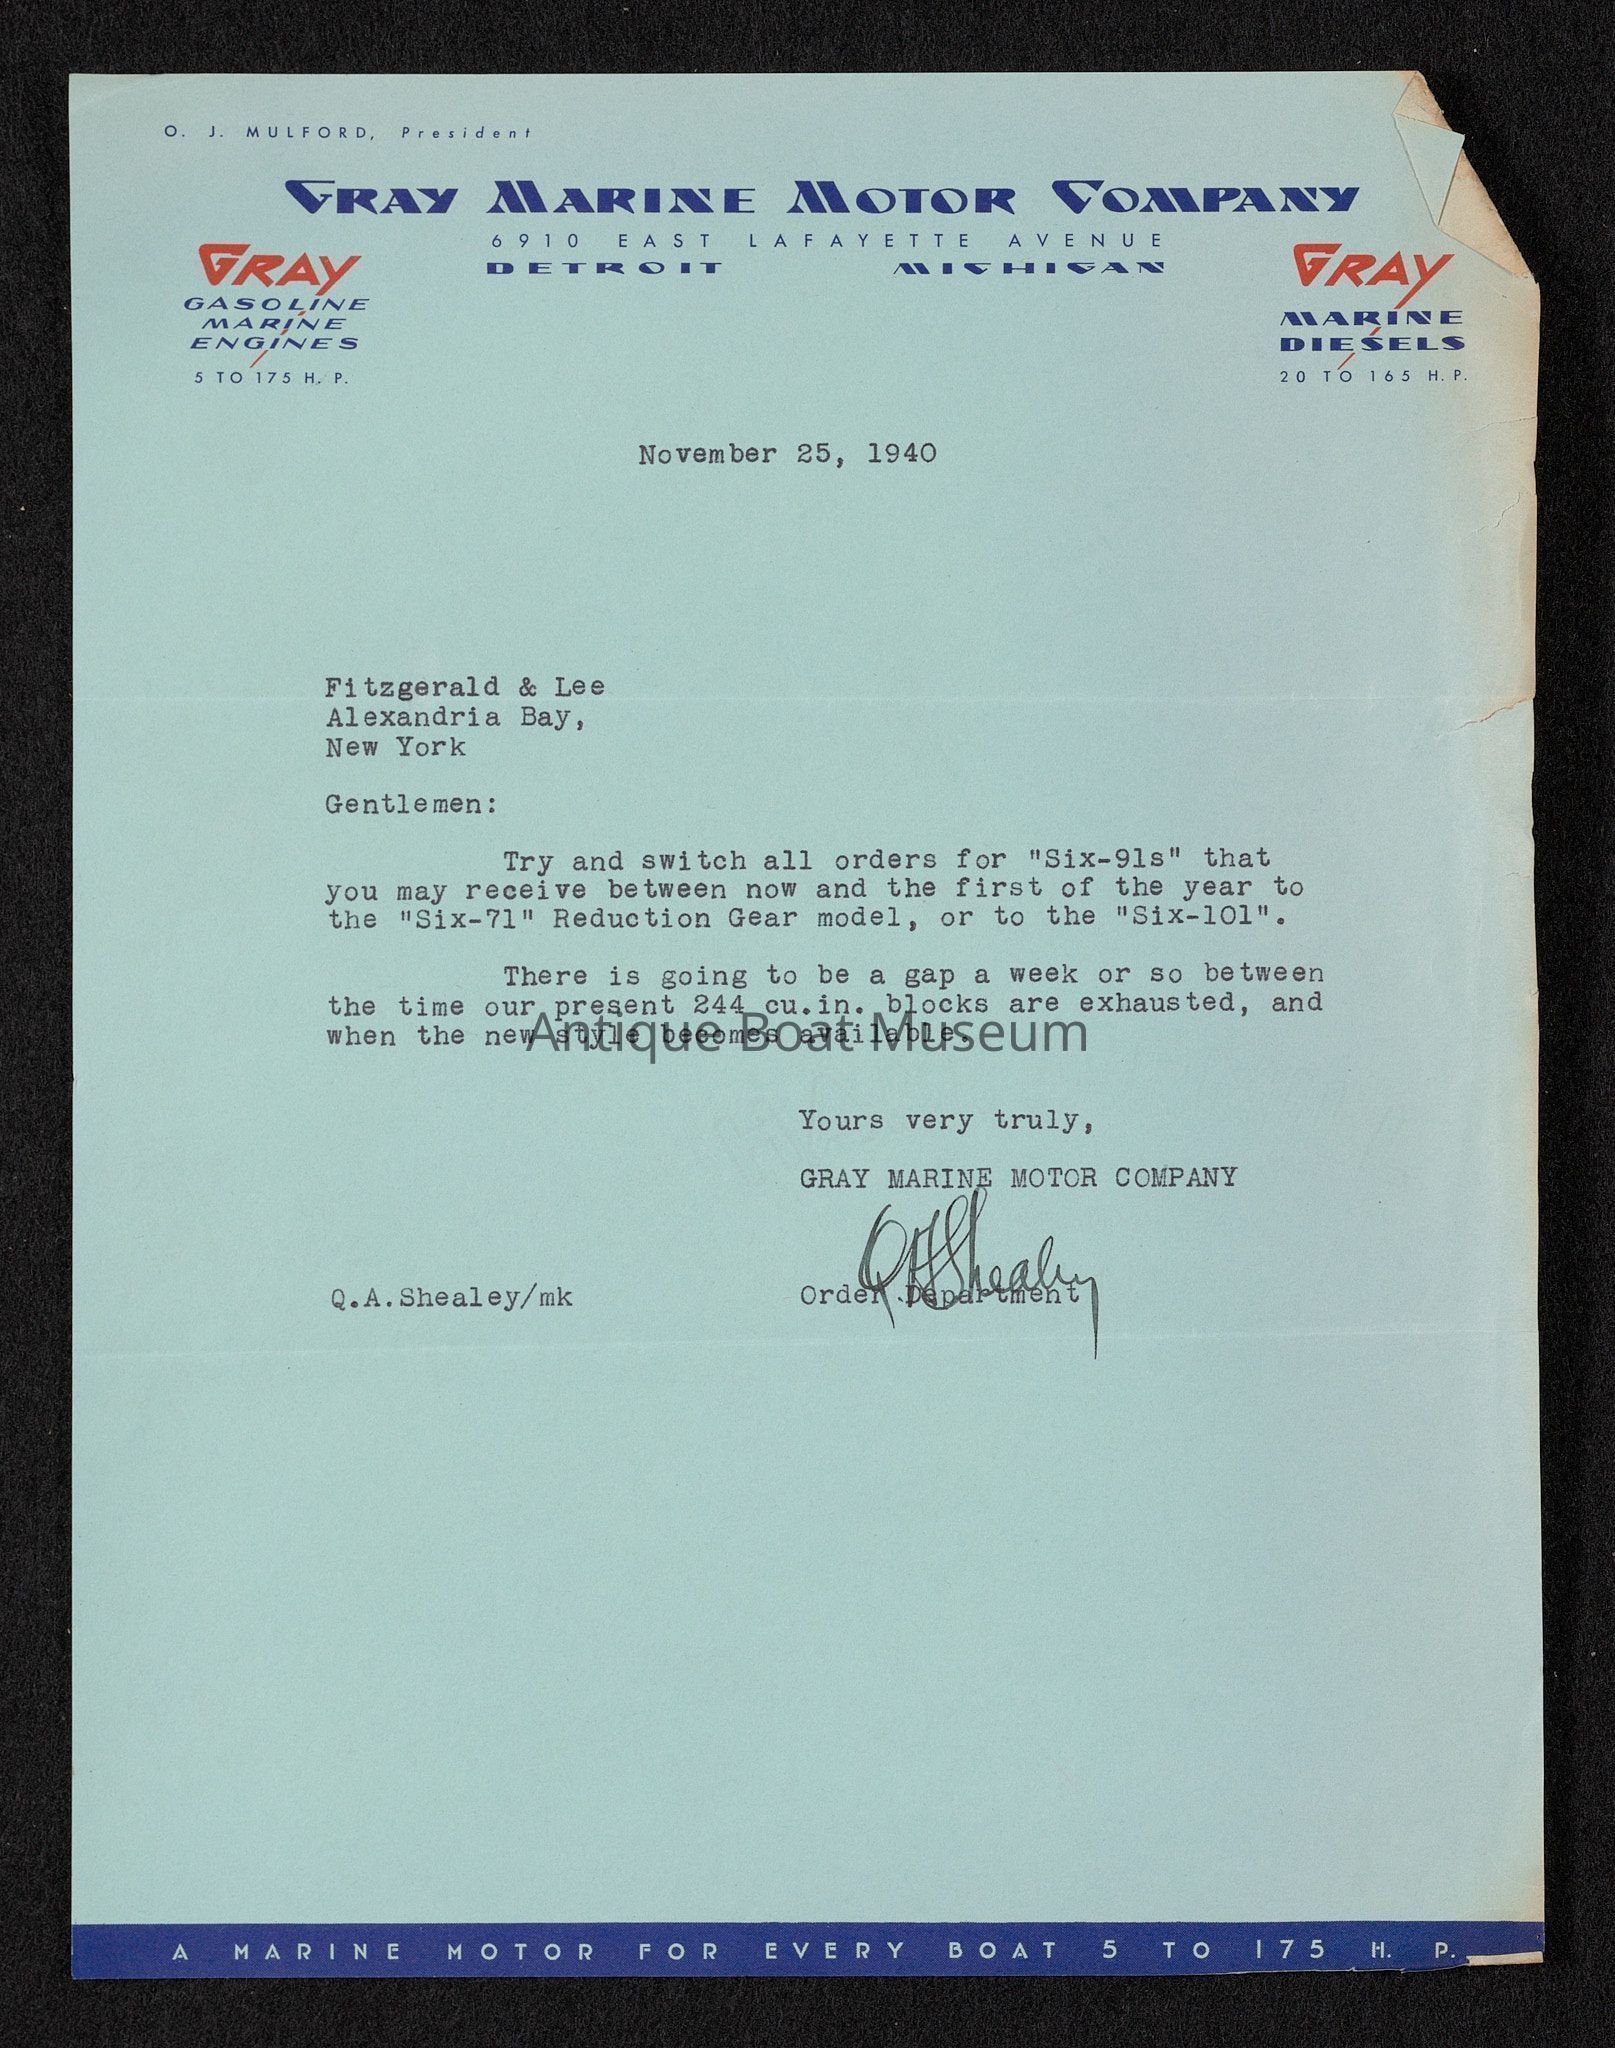 O. J. MULFORD, President
GRAY MARINE MOTOR COMPANY
6910 EAST LAFAYETTE AVENUE
DETROIT MICHIGAN
GRAY
GASOLINE
MARINE
ENGINES
5 TO 175 H. P.
GRAY
MARINE
DIESELS
20 TO 165 H. P.
November 25, 1940
Fitzgerald & Lee
Alexandria Bay,
New York
Gentlemen:
Try and switch all orders for "Six-91s" that
you may receive between now and the first of the year to
the "Six-71" Reduction Gear model, or to the "Six-101".
There is going to be a gap a week or so between
the time our present 244 cu.in. blocks are exhausted, and
when the new style becomes available.
Antique Boat Museum
Yours very truly,
GRAY MARINE MOTOR COMPANY
QAShealey
Q.A.Shealey/mk
Order Department
A MARINE MOTOR FOR EVERY BOAT 5 TO 175 H. P.